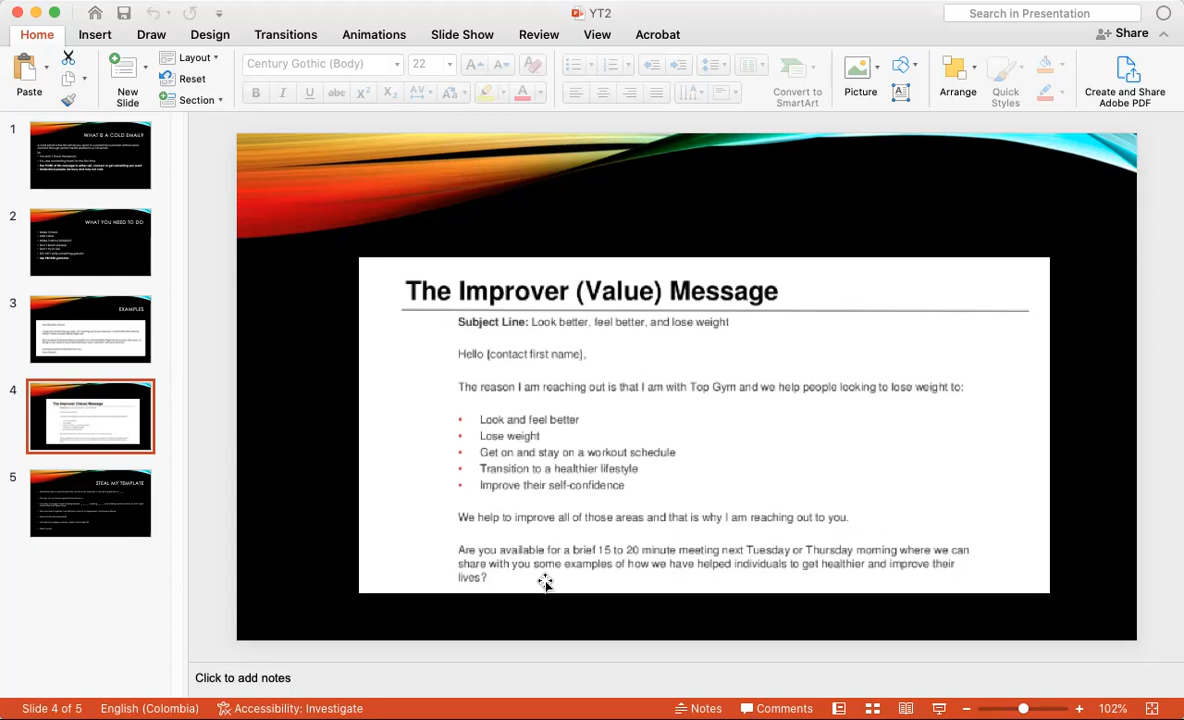 YT2
Search in Presentation
Home Insert Draw Design Transitions Animations Slide Show Review View Acrobat Share
Paste
New Slide
Layout
Reset
Section
Century Gothic (Body) 22
Convert to SmartArt
Picture
Arrange
Quick Styles
Create and Share Adobe PDF
1
WHAT IS A COLD EMAIL?
2
WHAT YOU NEED TO DO
3
EXAMPLES
4
The Improver (Value) Message
5
STEAL MY TEMPLATE
The Improver (Value) Message
Subject Line: Look better, feel better, and lose weight
Hello [contact first name],
The reason I am reaching out is that I am with Top Gym and we help people looking to lose weight to:
• Look and feel better
• Lose weight
• Get on and stay on a workout schedule
• Transition to a healthier lifestyle
• Improve their self-confidence
We help to improve all of those areas and that is why I am reaching out to you.
Are you available for a brief 15 to 20 minute meeting next Tuesday or Thursday morning where we can
share with you some examples of how we have helped individuals to get healthier and improve their
lives?
Click to add notes
Slide 4 of 5 English (Colombia) Accessibility: Investigate Notes Comments 102%